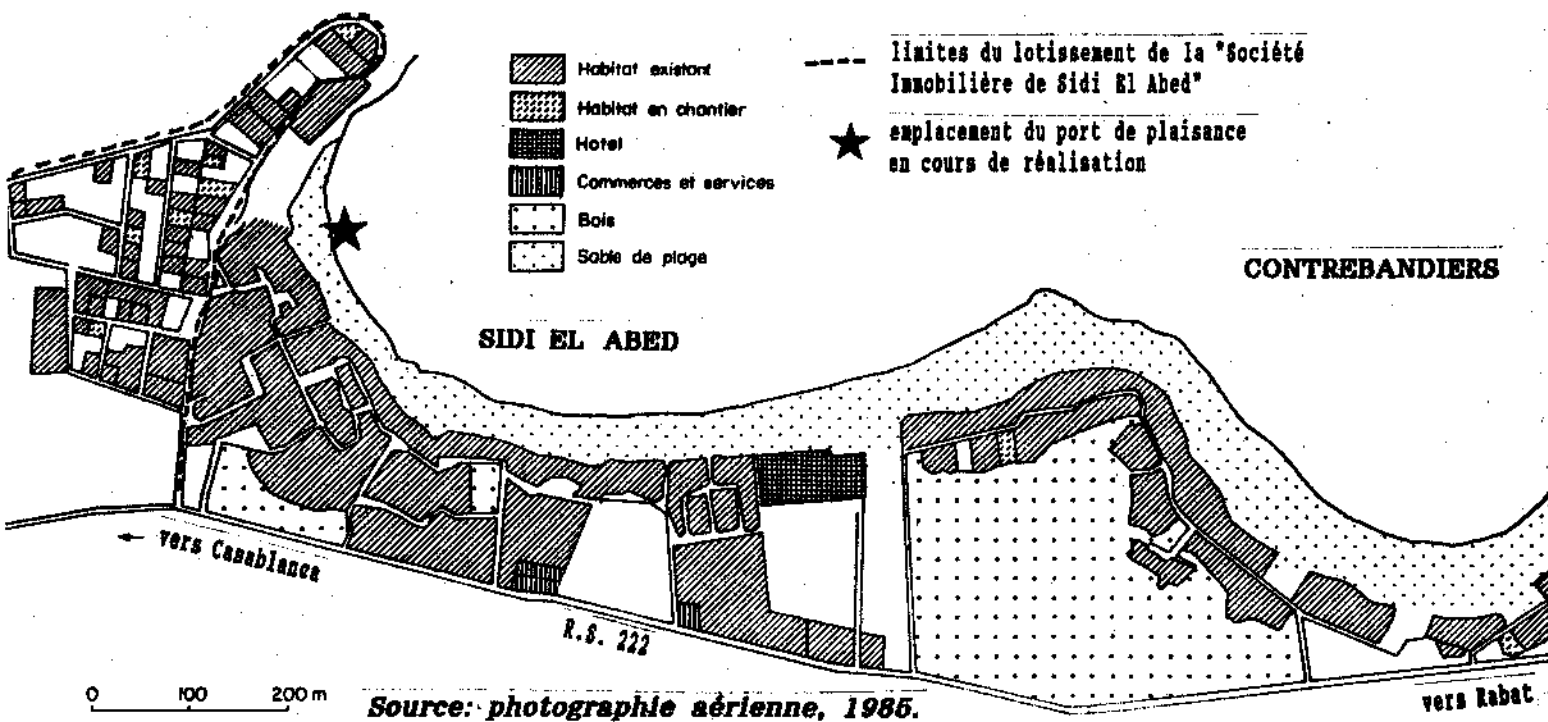 Habitat existant
Habitat en chantier
Hotel
Commerces et services
Bois
Sable de plage
limites du lotissement de la "Société
Immobilière de Sidi El Abed"
emplacement du port de plaisance
en cours de réalisation
CONTREBANDIERS
SIDI EL ABED
← vers Casablanca
R.S. 222
vers Rabat
0 100 200 m
Source: photographie aérienne, 1985.